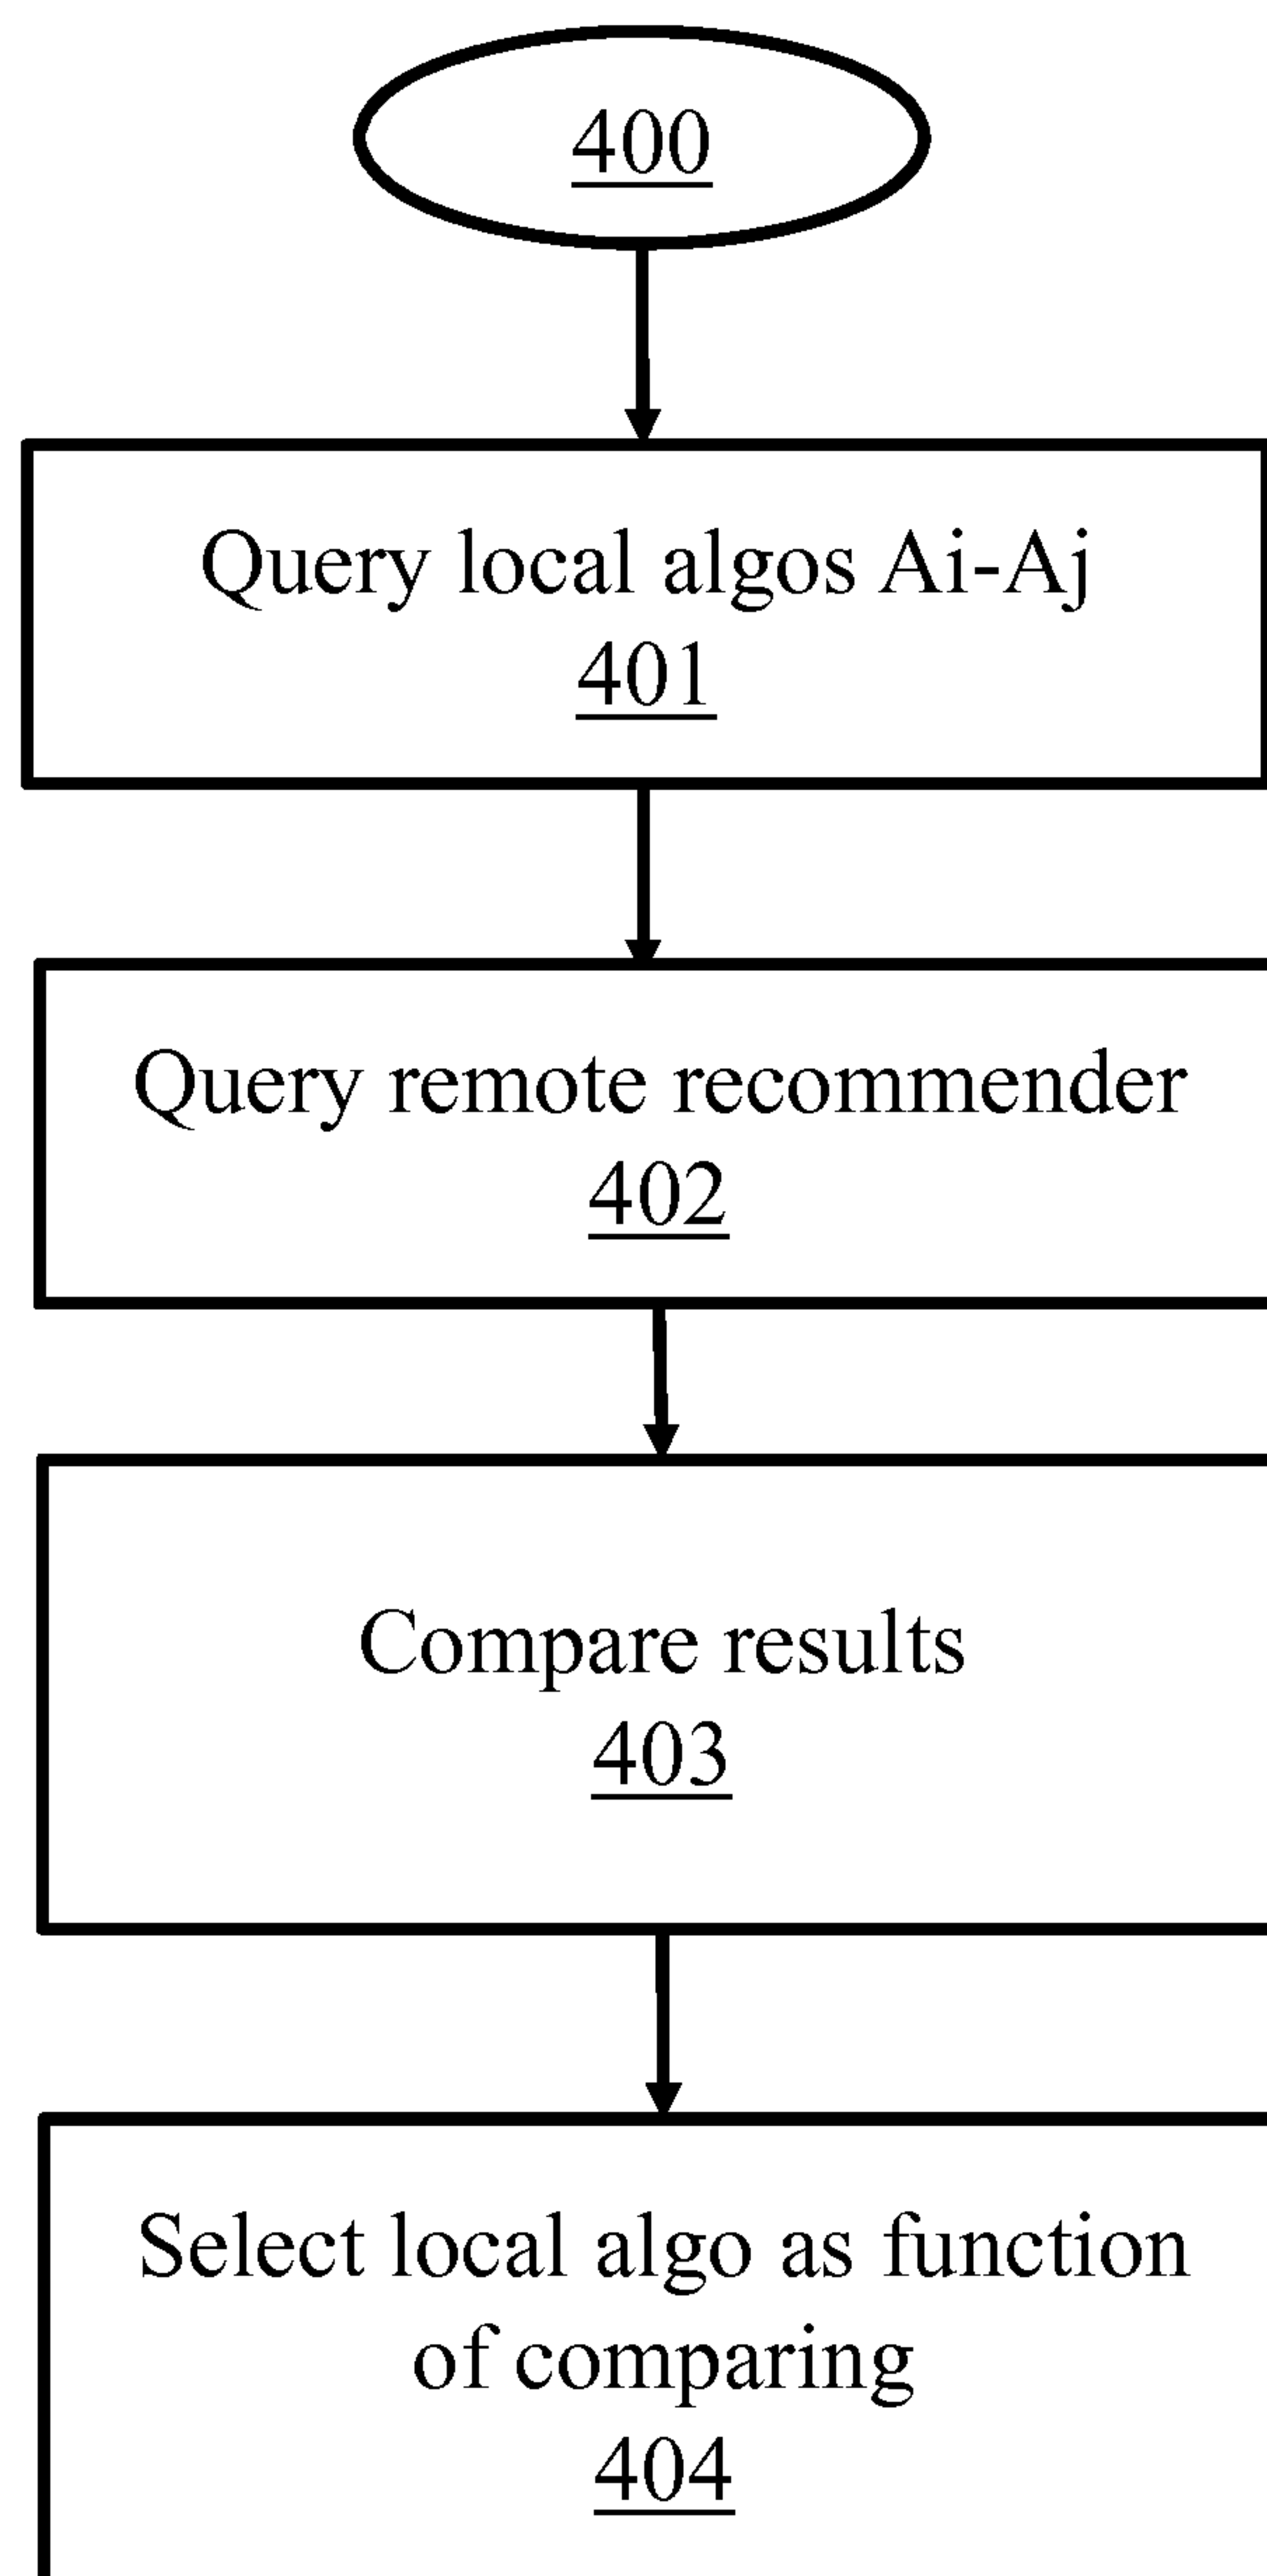 400
Query local algos Ai-Aj
401
Query remote recommender
402
Compare results
403
Select local algo as function
of comparing
404